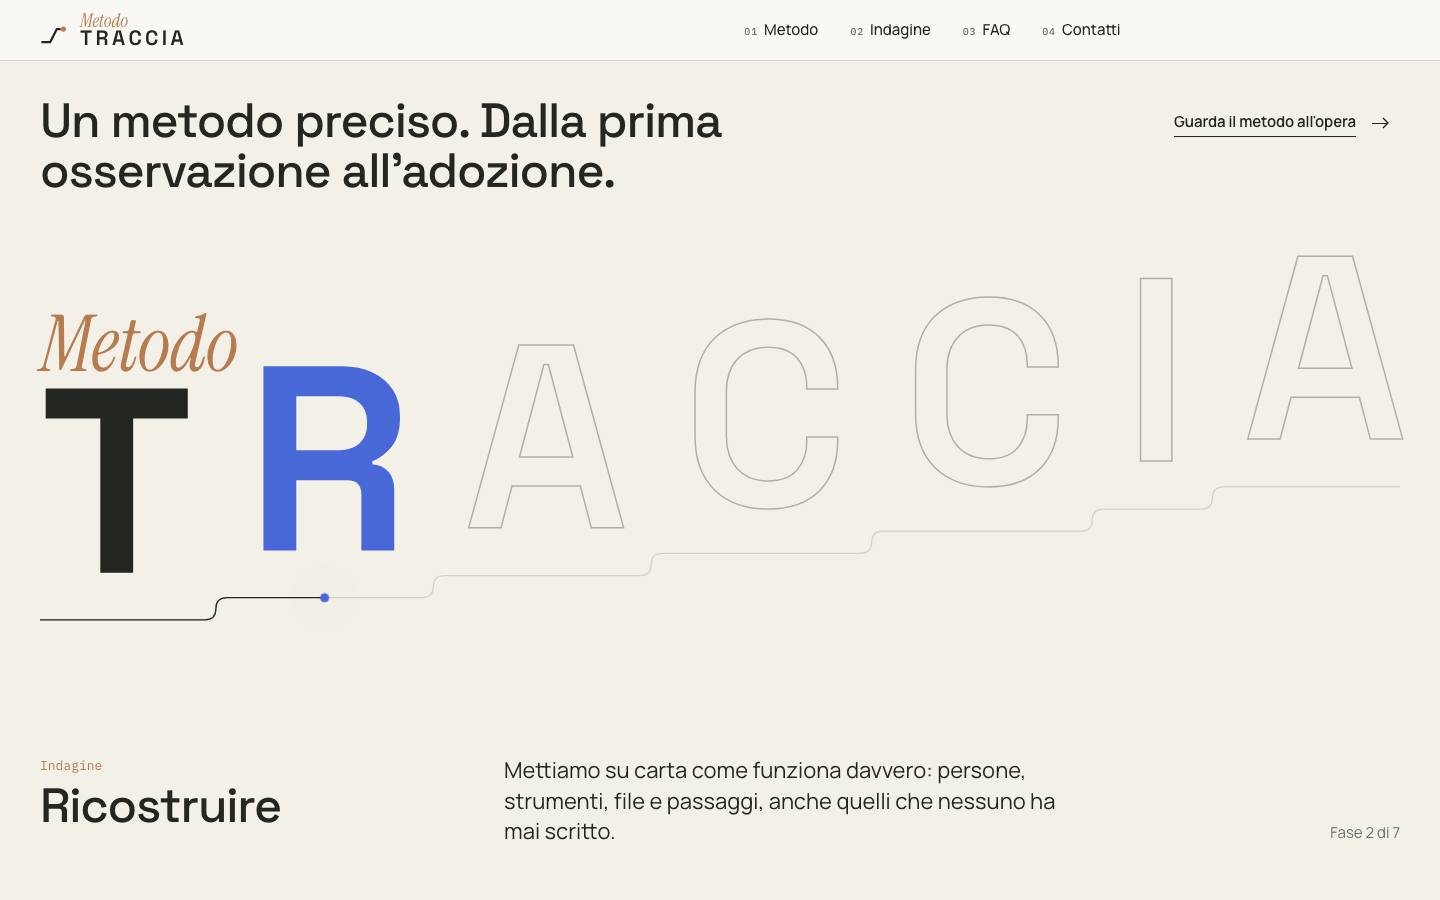 Metodo
TRACCIA
01 Metodo
02 Indagine
03 FAQ
04 Contatti
Un metodo preciso. Dalla prima
osservazione all’adozione.
Guarda il metodo all'opera
Metodo
TRACCIA
Indagine
Ricostruire
Mettiamo su carta come funziona davvero: persone,
strumenti, file e passaggi, anche quelli che nessuno ha
mai scritto.
Fase 2 di 7